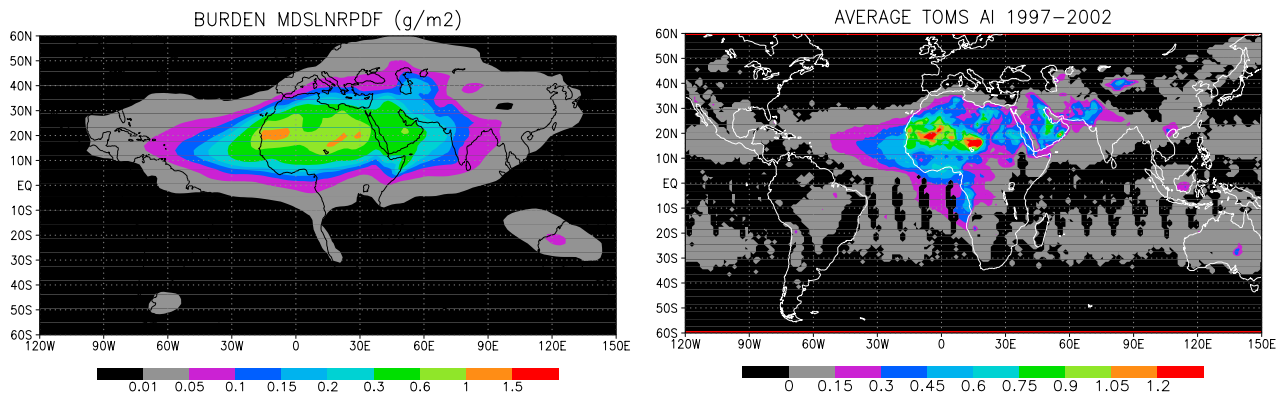 BURDEN MDSLNRPDF (g/m2)
60N
50N
40N
30N
20N
10N
EQ
10S
20S
30S
40S
50S
60S
120W 90W 60W 30W 0 30E 60E 90E 120E 150E
0.01 0.05 0.1 0.15 0.2 0.3 0.6 1 1.5
AVERAGE TOMS AI 1997-2002
60N
50N
40N
30N
20N
10N
EQ
10S
20S
30S
40S
50S
60S
120W 90W 60W 30W 0 30E 60E 90E 120E 150E
0 0.15 0.3 0.45 0.6 0.75 0.9 1.05 1.2